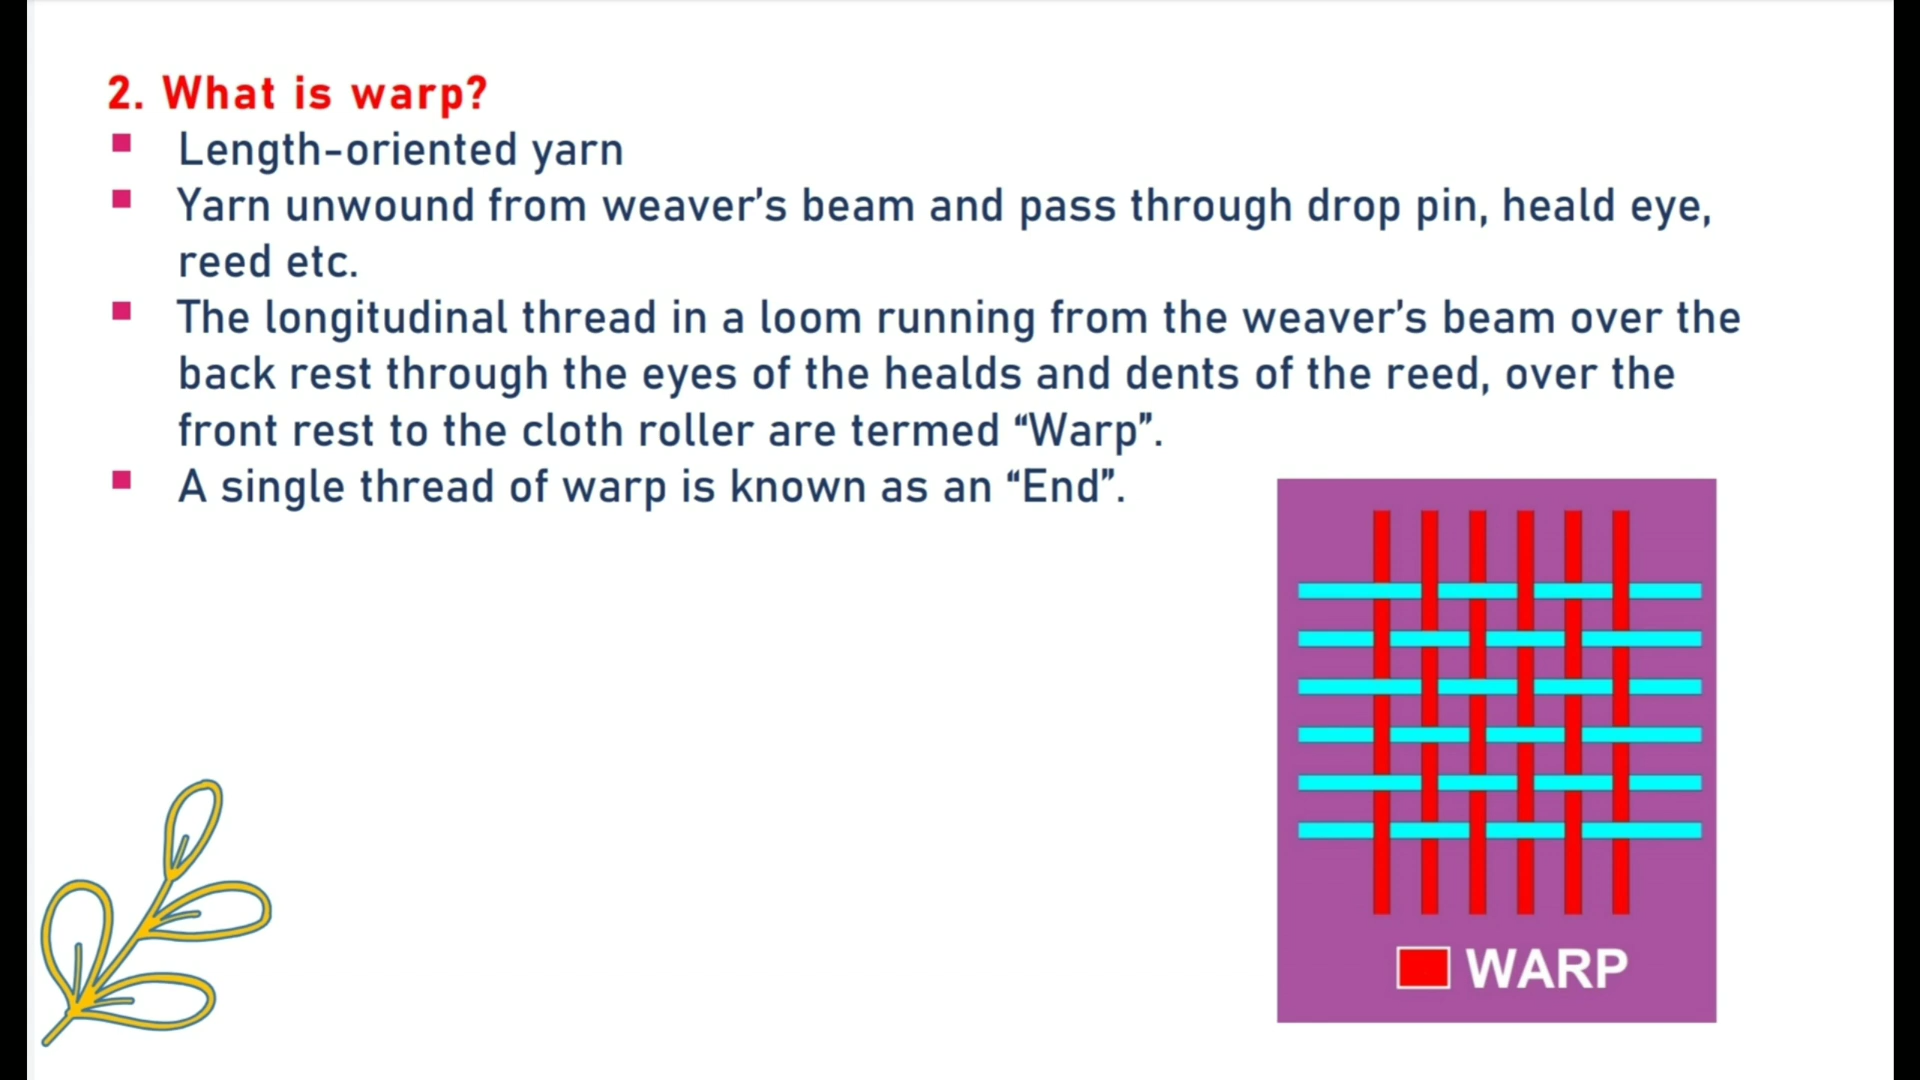 2. What is warp?
Length-oriented yarn
Yarn unwound from weaver's beam and pass through drop pin, heald eye,
reed etc.
The longitudinal thread in a loom running from the weaver's beam over the
back rest through the eyes of the healds and dents of the reed, over the
front rest to the cloth roller are termed “Warp”.
A single thread of warp is known as an “End”.
WARP